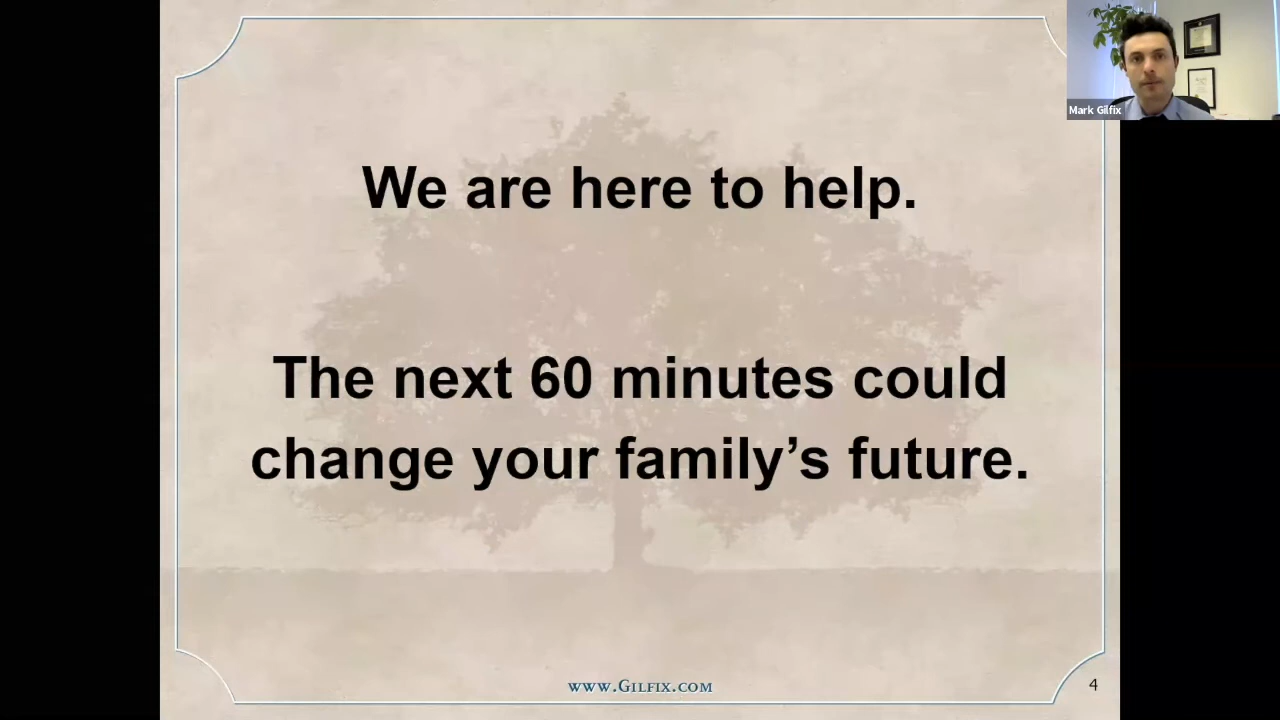 Mark Gilfix
We are here to help.
The next 60 minutes could
change your family’s future.
www.Gilfix.com
4